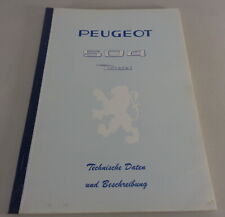 PEUGEOT
504
Technische Daten
und Beschreibung